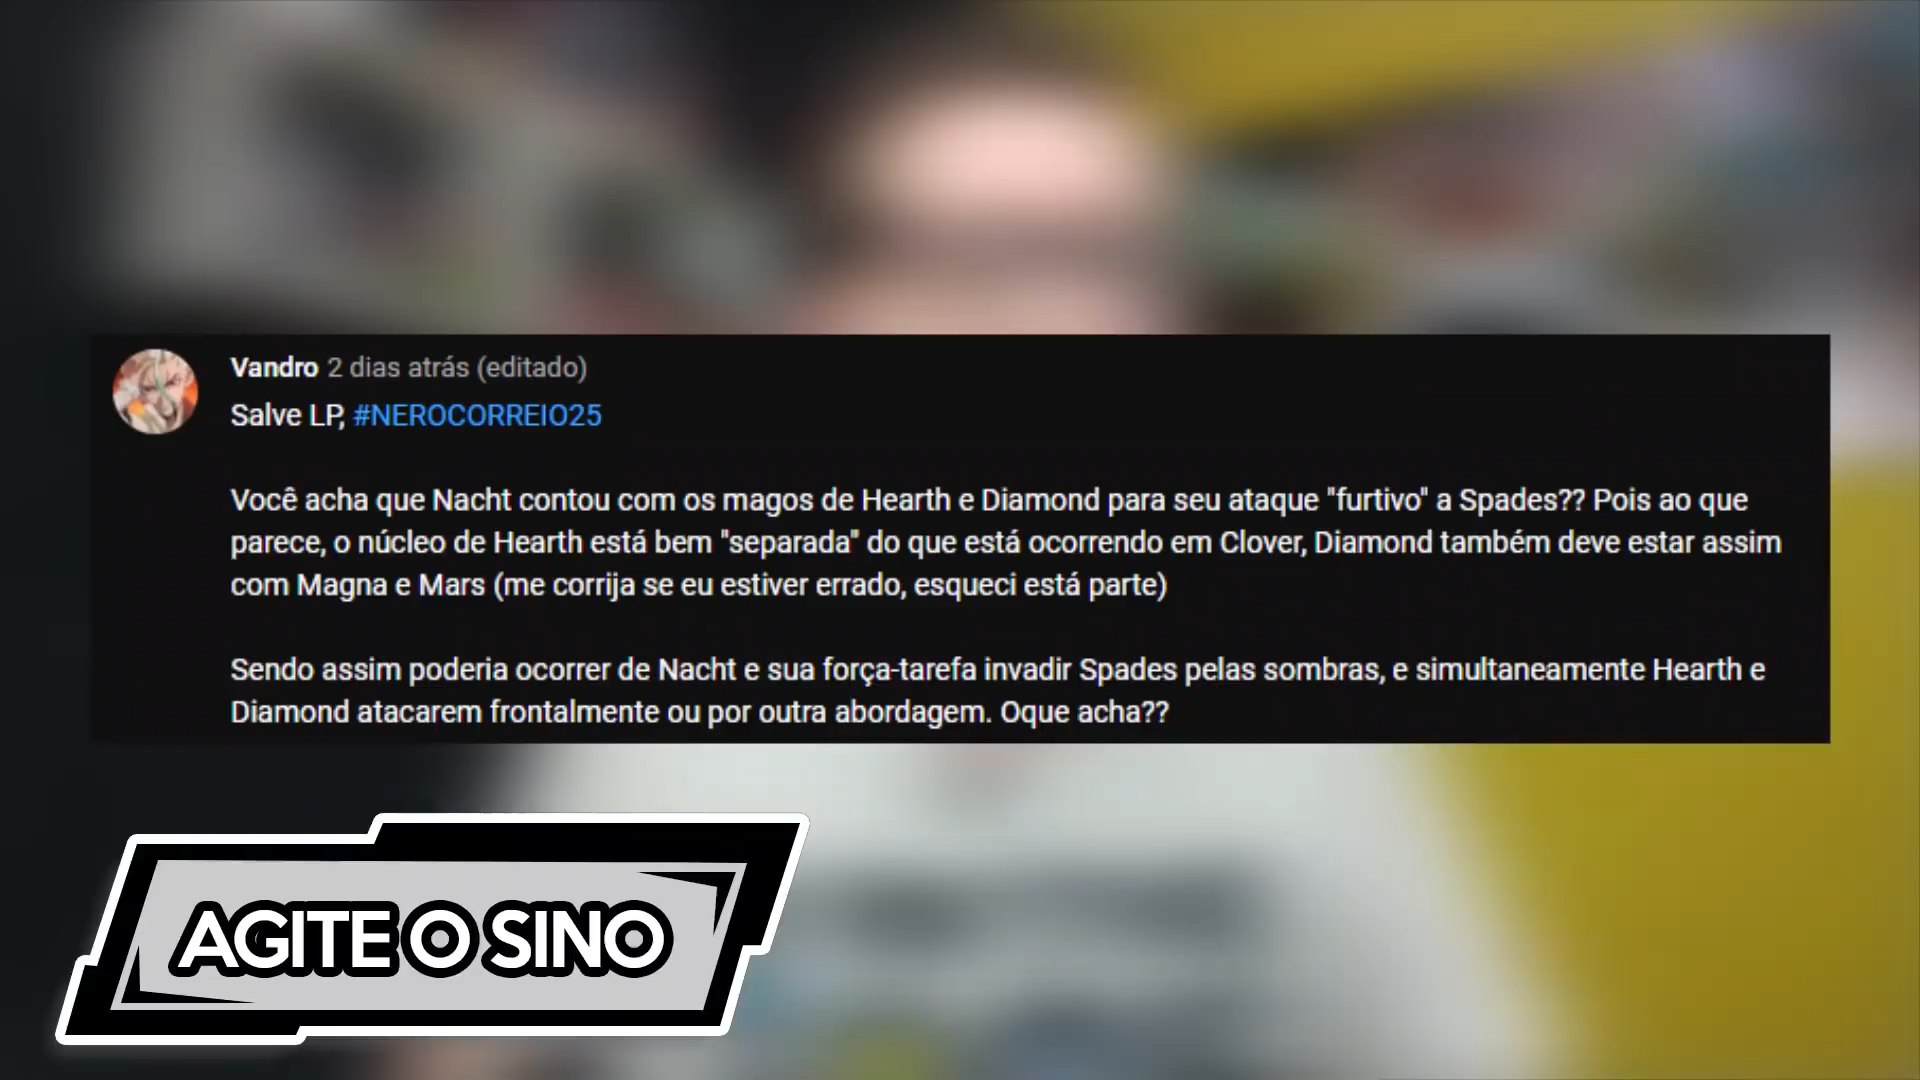 Vandro 2 dias atrás (editado)
Salve LP, #NEROCORREIO25
Você acha que Nacht contou com os magos de Hearth e Diamond para seu ataque "furtivo" a Spades?? Pois ao que
parece, o núcleo de Hearth está bem "separada" do que está ocorrendo em Clover, Diamond também deve estar assim
com Magna e Mars (me corrija se eu estiver errado, esqueci está parte)
Sendo assim poderia ocorrer de Nacht e sua força-tarefa invadir Spades pelas sombras, e simultaneamente Hearth e
Diamond atacarem frontalmente ou por outra abordagem. Oque acha??
AGITE O SINO